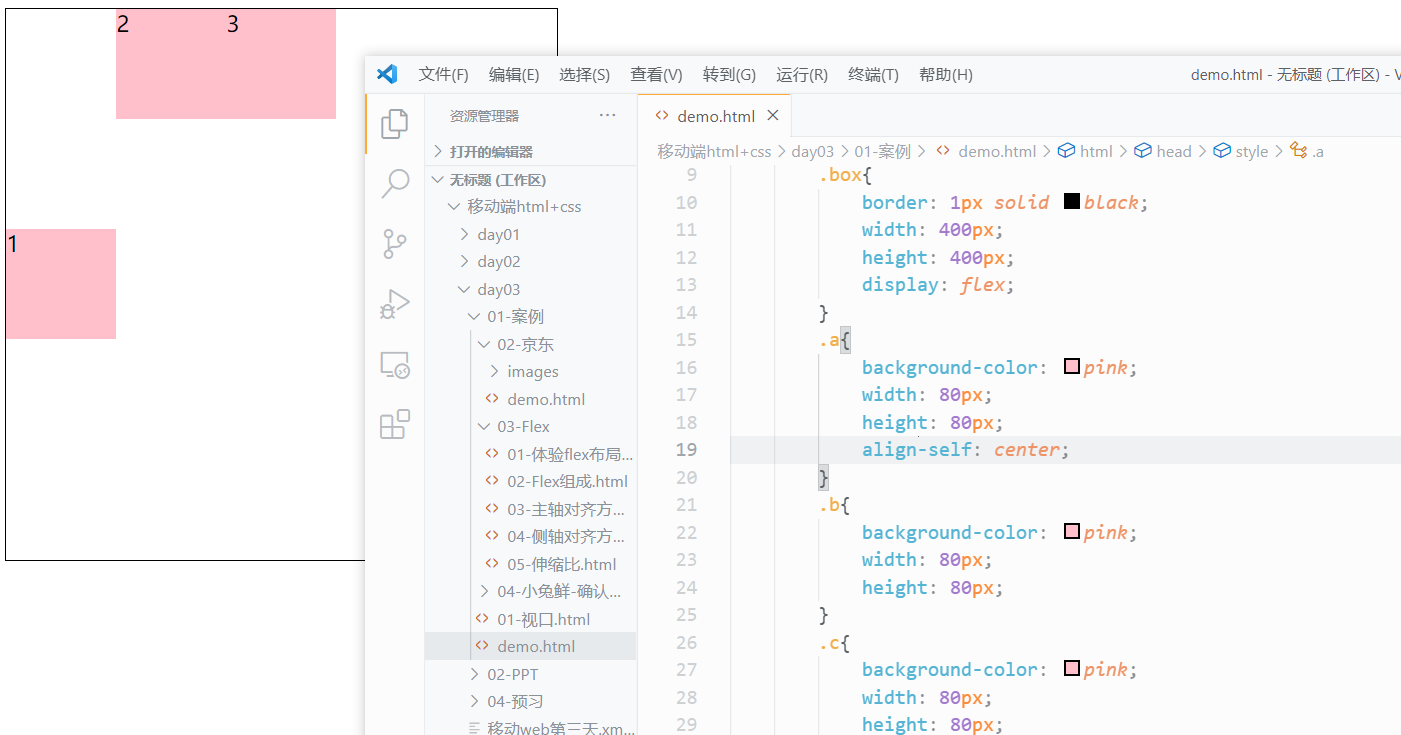 2
3
1
文件(F) 编辑(E) 选择(S) 查看(V) 转到(G) 运行(R) 终端(T) 帮助(H)
demo.html - 无标题 (工作区) - V
资源管理器 ···
打开的编辑器
无标题 (工作区)
移动端html+css
day01
day02
day03
01-案例
02-京东
images
demo.html
03-Flex
01-体验flex布局...
02-Flex组成.html
03-主轴对齐方...
04-侧轴对齐方...
05-伸缩比.html
04-小兔鲜-确认...
01-视口.html
demo.html
02-PPT
04-预习
移动web第三天.xm...
demo.html
移动端html+css > day03 > 01-案例 > demo.html > html > head > style > .a
9 .box{
10 border: 1px solid black;
11 width: 400px;
12 height: 400px;
13 display: flex;
14 }
15 .a{
16 background-color: pink;
17 width: 80px;
18 height: 80px;
19 align-self: center;
20 }
21 .b{
22 background-color: pink;
23 width: 80px;
24 height: 80px;
25 }
26 .c{
27 background-color: pink;
28 width: 80px;
29 height: 80px;